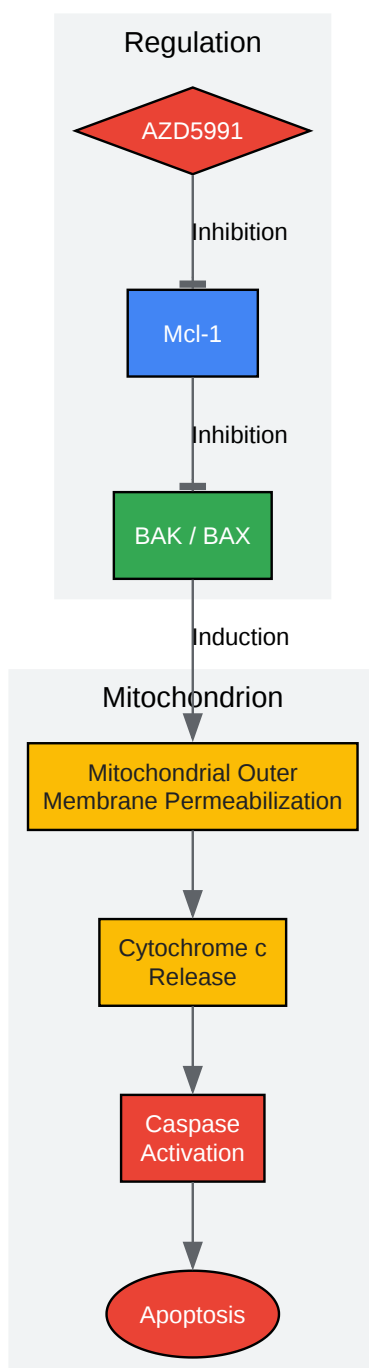 Regulation
AZD5991
Inhibition
Mcl-1
Inhibition
BAK / BAX
Induction
Mitochondrion
Mitochondrial Outer
Membrane Permeabilization
Cytochrome c
Release
Caspase
Activation
Apoptosis